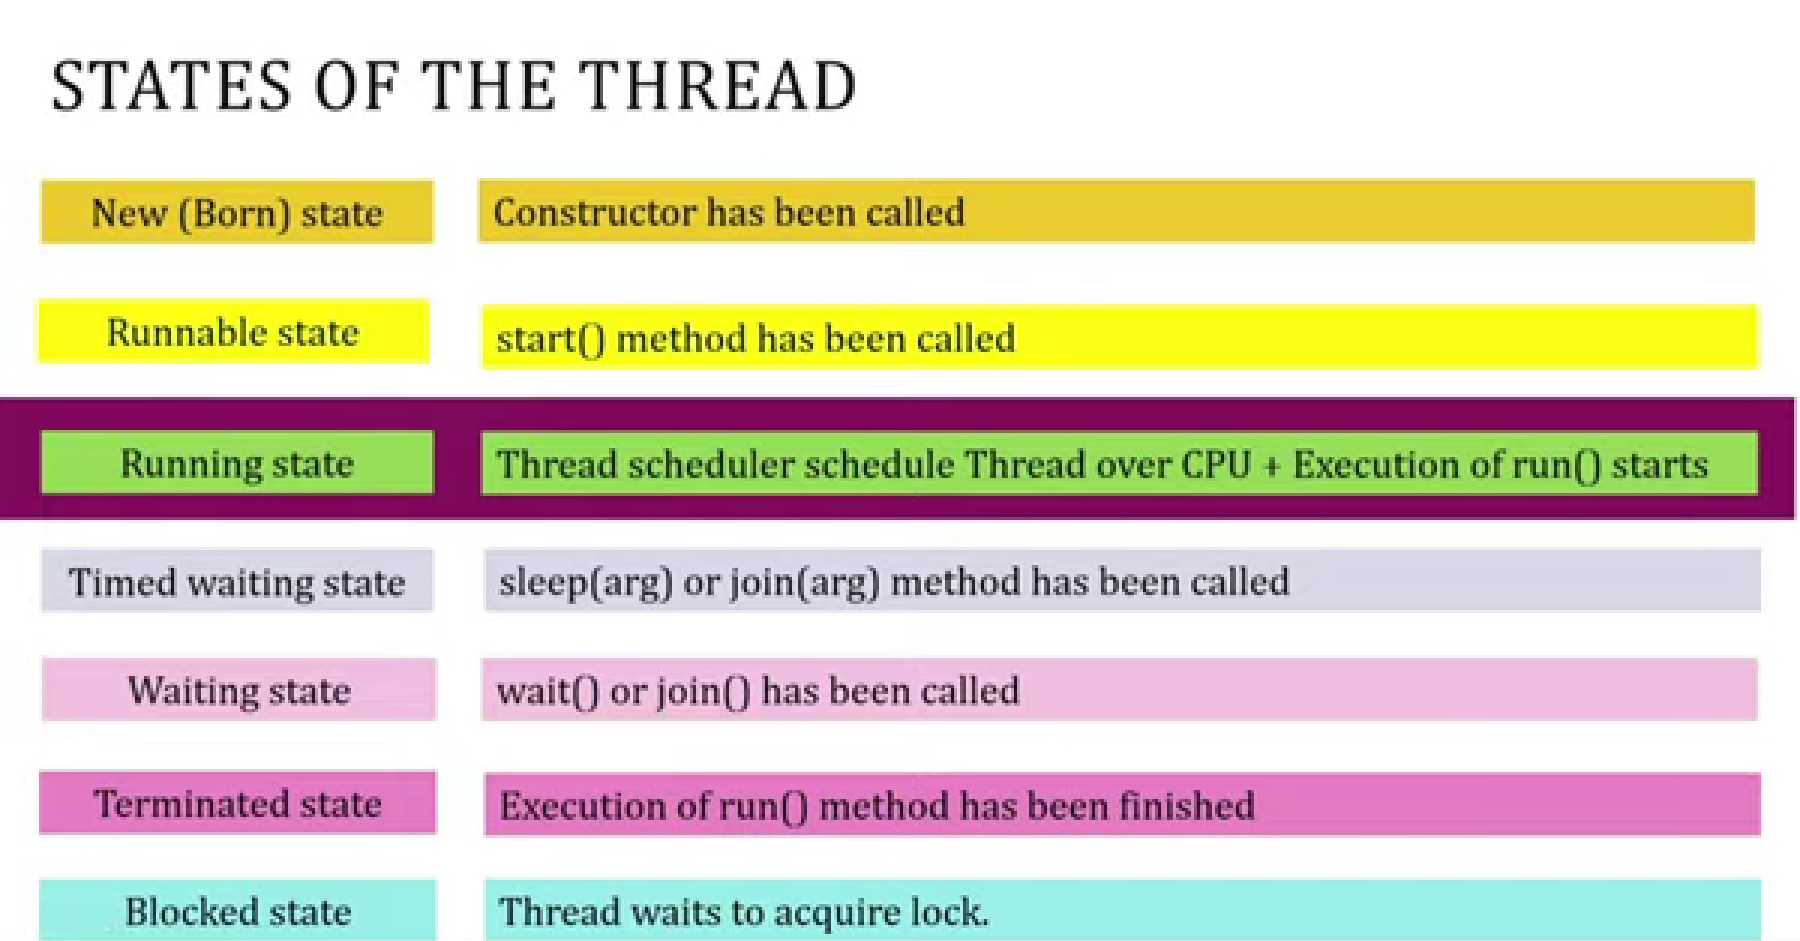 STATES OF THE THREAD
New (Born) state
Constructor has been called
Runnable state
start() method has been called
Running state
Thread scheduler schedule Thread over CPU + Execution of run() starts
Timed waiting state
sleep(arg) or join(arg) method has been called
Waiting state
wait() or join() has been called
Terminated state
Execution of run() method has been finished
Blocked state
Thread waits to acquire lock.